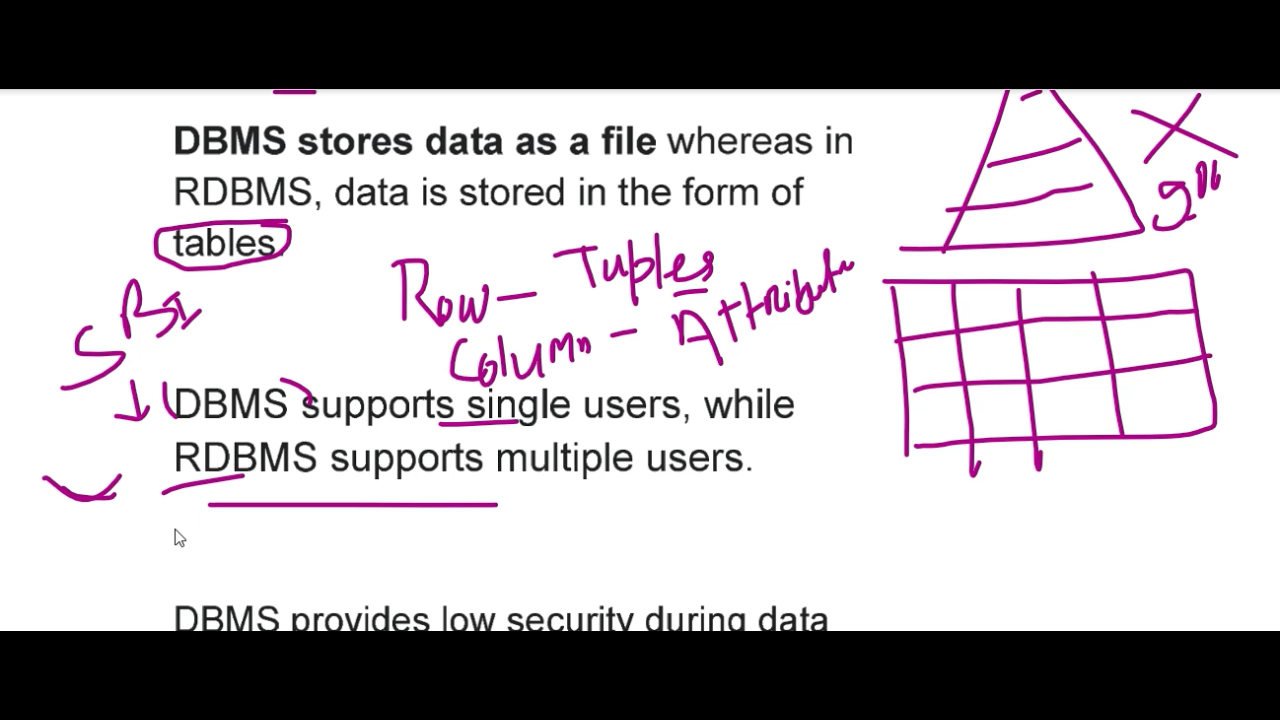 DBMS stores data as a file whereas in
RDBMS, data is stored in the form of
tables.
Row - Tuples
Column - Attribute
SBI
DBMS supports single users, while
RDBMS supports multiple users.
DBMS provides low security during data